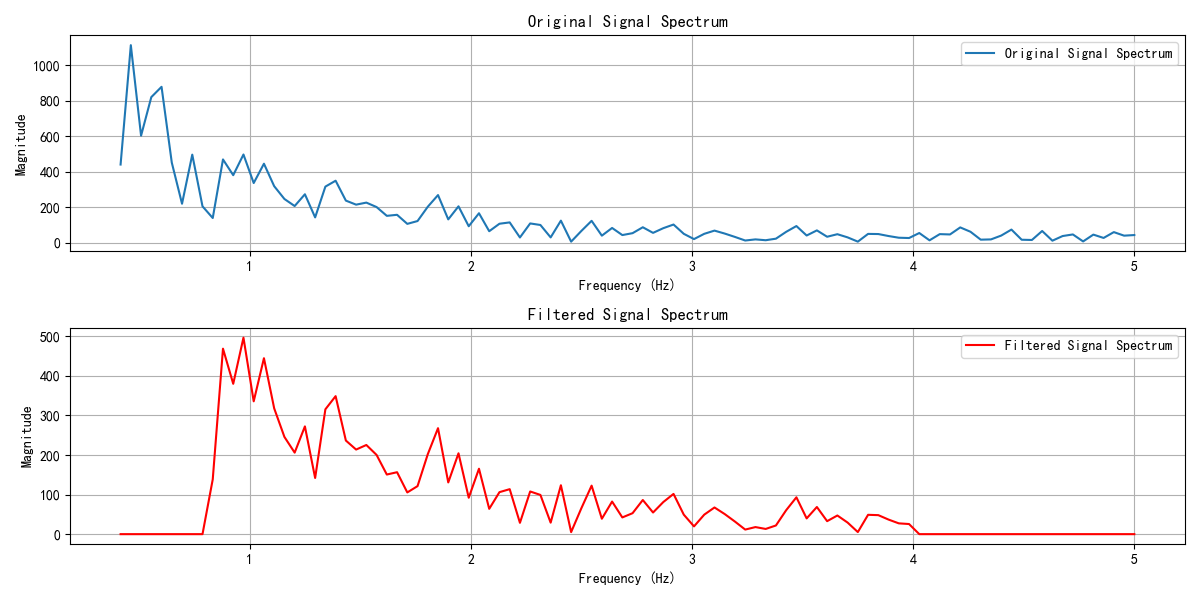 Original Signal Spectrum
Original Signal Spectrum
Magnitude
1000
800
600
400
200
0
1 2 3 4 5
Frequency (Hz)
Filtered Signal Spectrum
Filtered Signal Spectrum
Magnitude
500
400
300
200
100
0
1 2 3 4 5
Frequency (Hz)